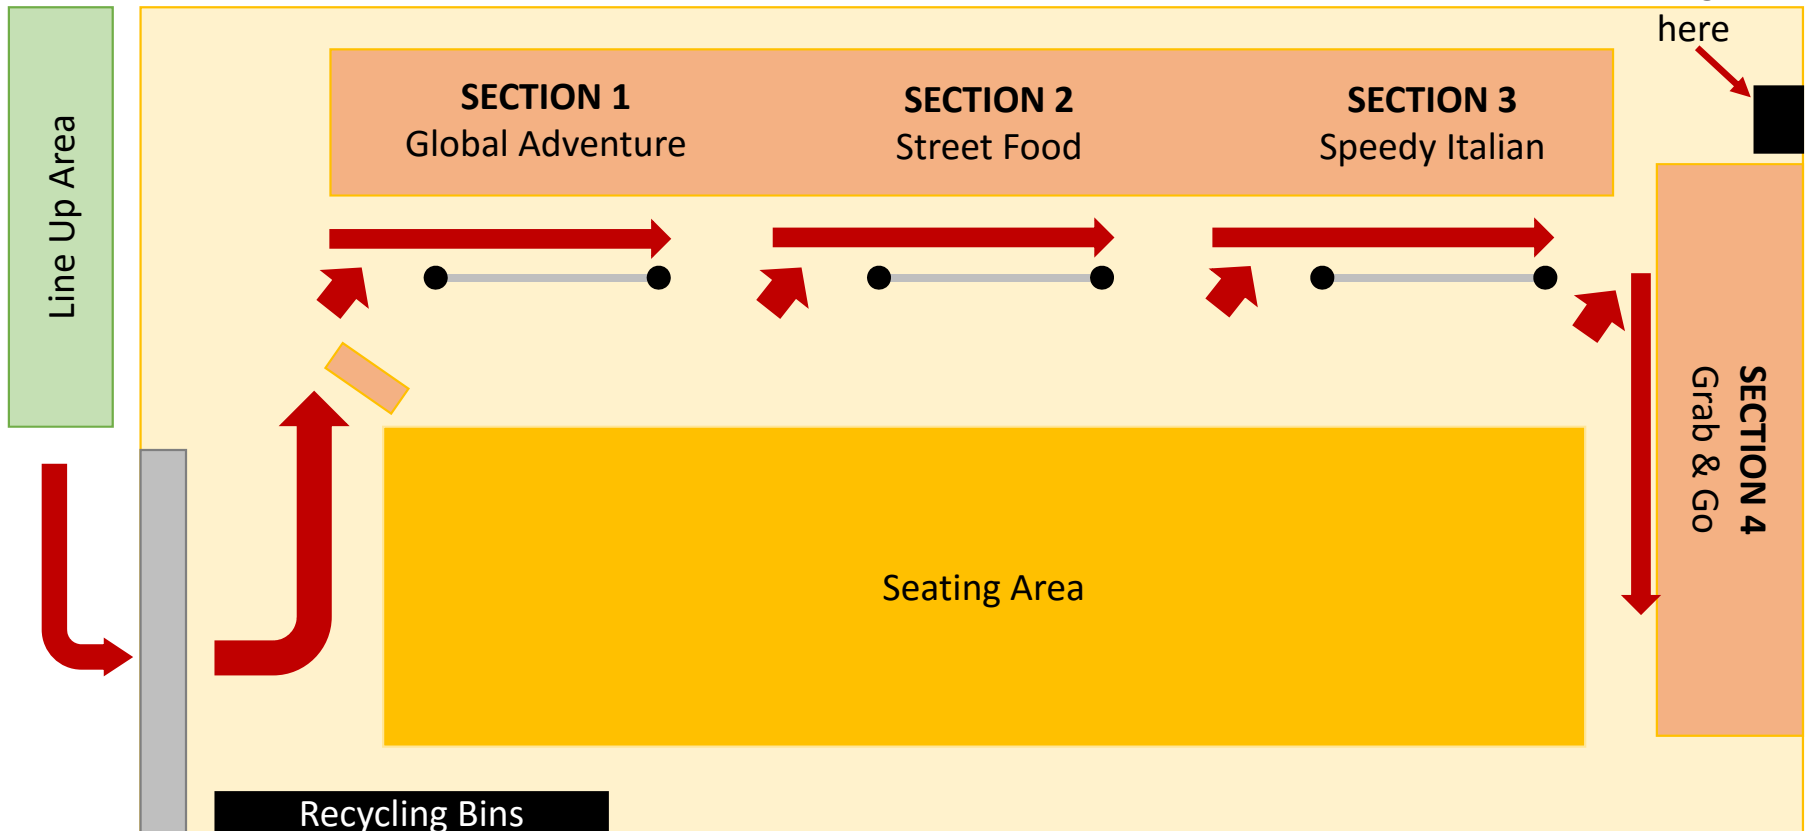 here
SECTION 1
Global Adventure
SECTION 2
Street Food
SECTION 3
Speedy Italian
Line Up Area
SECTION 4
Grab & Go
Seating Area
Recycling Bins